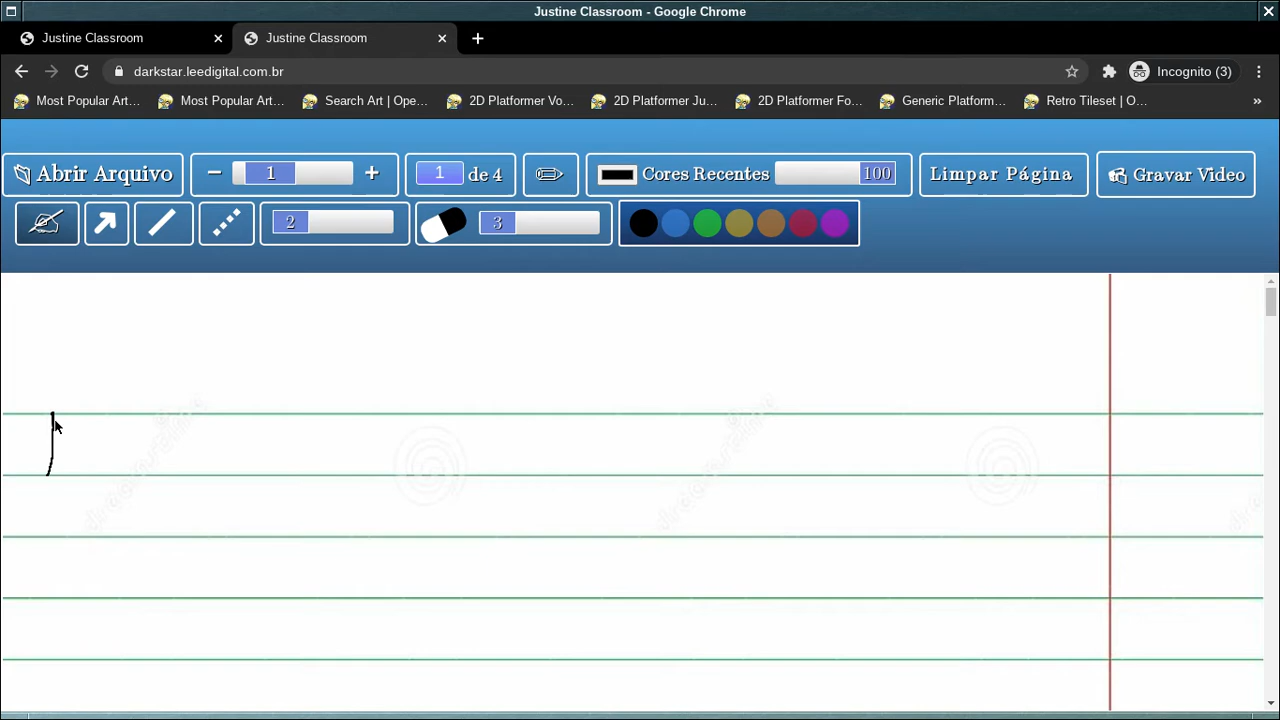 Justine Classroom - Google Chrome
Justine Classroom
Justine Classroom
darkstar.leedigital.com.br
Incognito (3)
Most Popular Art...
Most Popular Art...
Search Art | Ope...
2D Platformer Vo...
2D Platformer Ju...
2D Platformer Fo...
Generic Platform...
Retro Tileset | O...
»
Abrir Arquivo
− 1 +
1 de 4
Cores Recentes 100
Limpar Página
Gravar Video
2
3
dreamstime
dreamstime